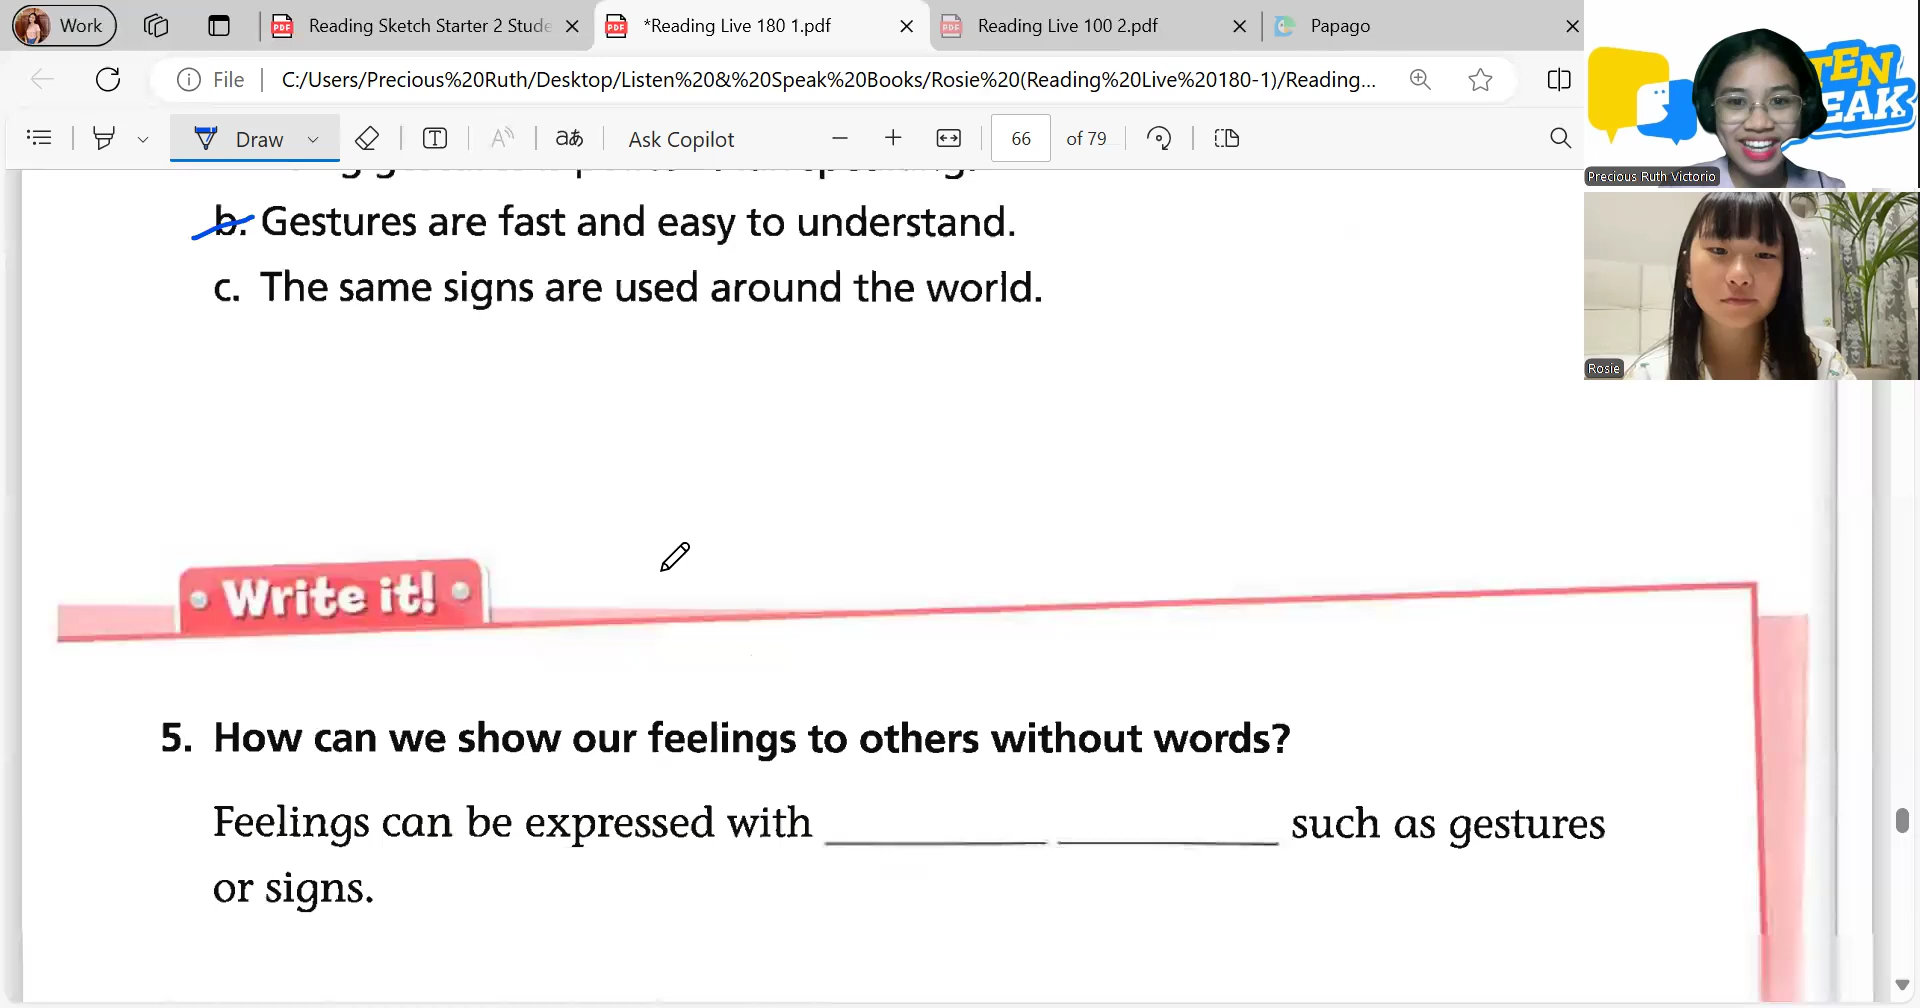 Work
Reading Sketch Starter 2 Stude
*Reading Live 180 1.pdf
Reading Live 100 2.pdf
Papago
File
C:/Users/Precious%20Ruth/Desktop/Listen%20&%20Speak%20Books/Rosie%20(Reading%20Live%20180-1)/Reading...
Draw
Ask Copilot
66
of 79
b. Gestures are fast and easy to understand.
c. The same signs are used around the world.
Write it!
5. How can we show our feelings to others without words?
Feelings can be expressed with ____________ ____________ such as gestures
or signs.
TEN
EAK
Precious Ruth Victorio
Rosie